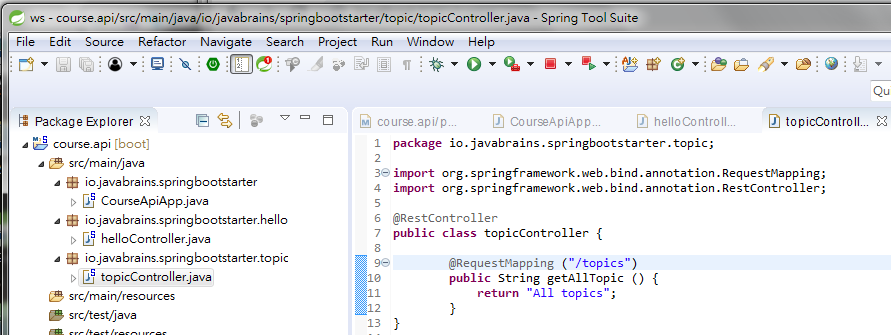 ws - course.api/src/main/java/io/javabrains/springbootstarter/topic/topicController.java - Spring Tool Suite
File Edit Source Refactor Navigate Search Project Run Window Help
Package Explorer
course.api [boot]
src/main/java
io.javabrains.springbootstarter
CourseApiApp.java
io.javabrains.springbootstarter.hello
helloController.java
io.javabrains.springbootstarter.topic
topicController.java
src/main/resources
src/test/java
src/test/resources
course.api/p...
CourseApiApp...
helloControll...
topicControll...
1 package io.javabrains.springbootstarter.topic;
2
3 import org.springframework.web.bind.annotation.RequestMapping;
4 import org.springframework.web.bind.annotation.RestController;
5
6 @RestController
7 public class topicController {
8
9 @RequestMapping ("/topics")
10 public String getAllTopic () {
11 return "All topics";
12 }
13 }